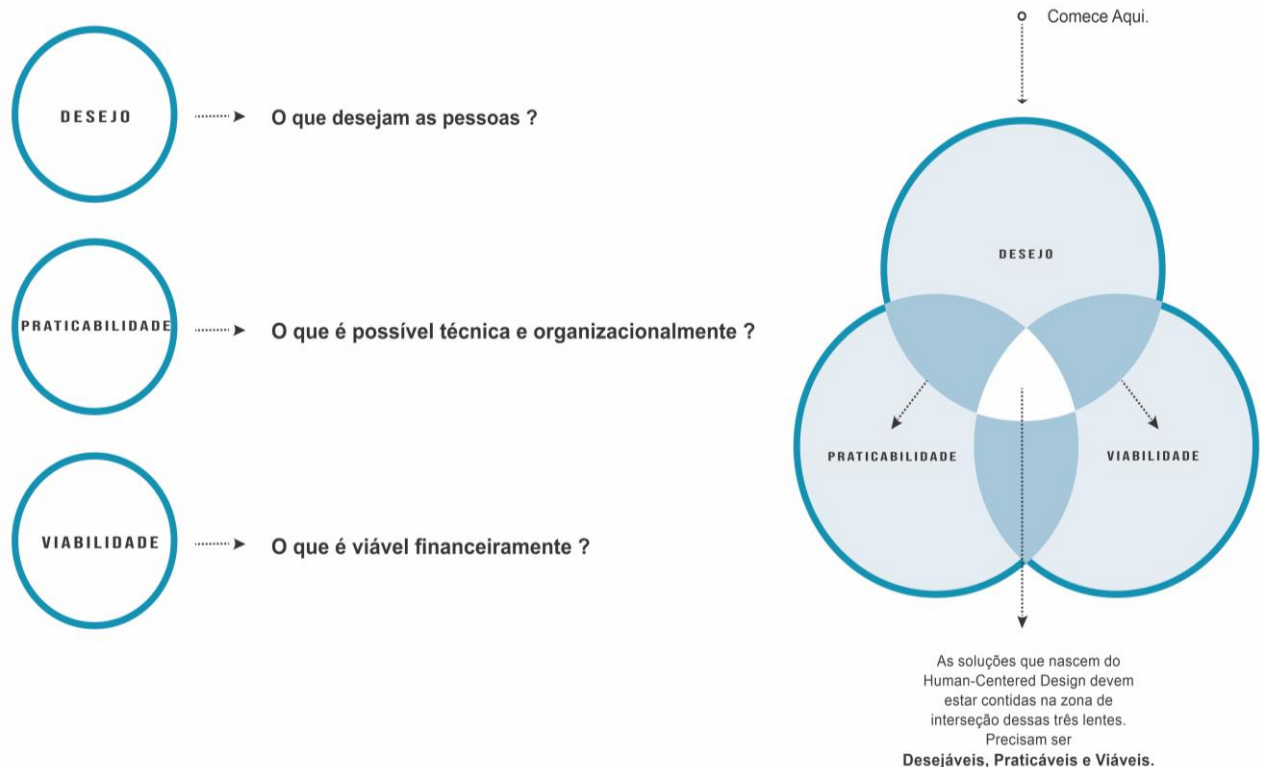 DESEJO
O que desejam as pessoas ?
PRATICABILIDADE
O que é possível técnica e organizacionalmente ?
VIABILIDADE
O que é viável financeiramente ?
Comece Aqui.
DESEJO
PRATICABILIDADE
VIABILIDADE
As soluções que nascem do
Human-Centered Design devem
estar contidas na zona de
interseção dessas três lentes.
Precisam ser
Desejáveis, Praticáveis e Viáveis.